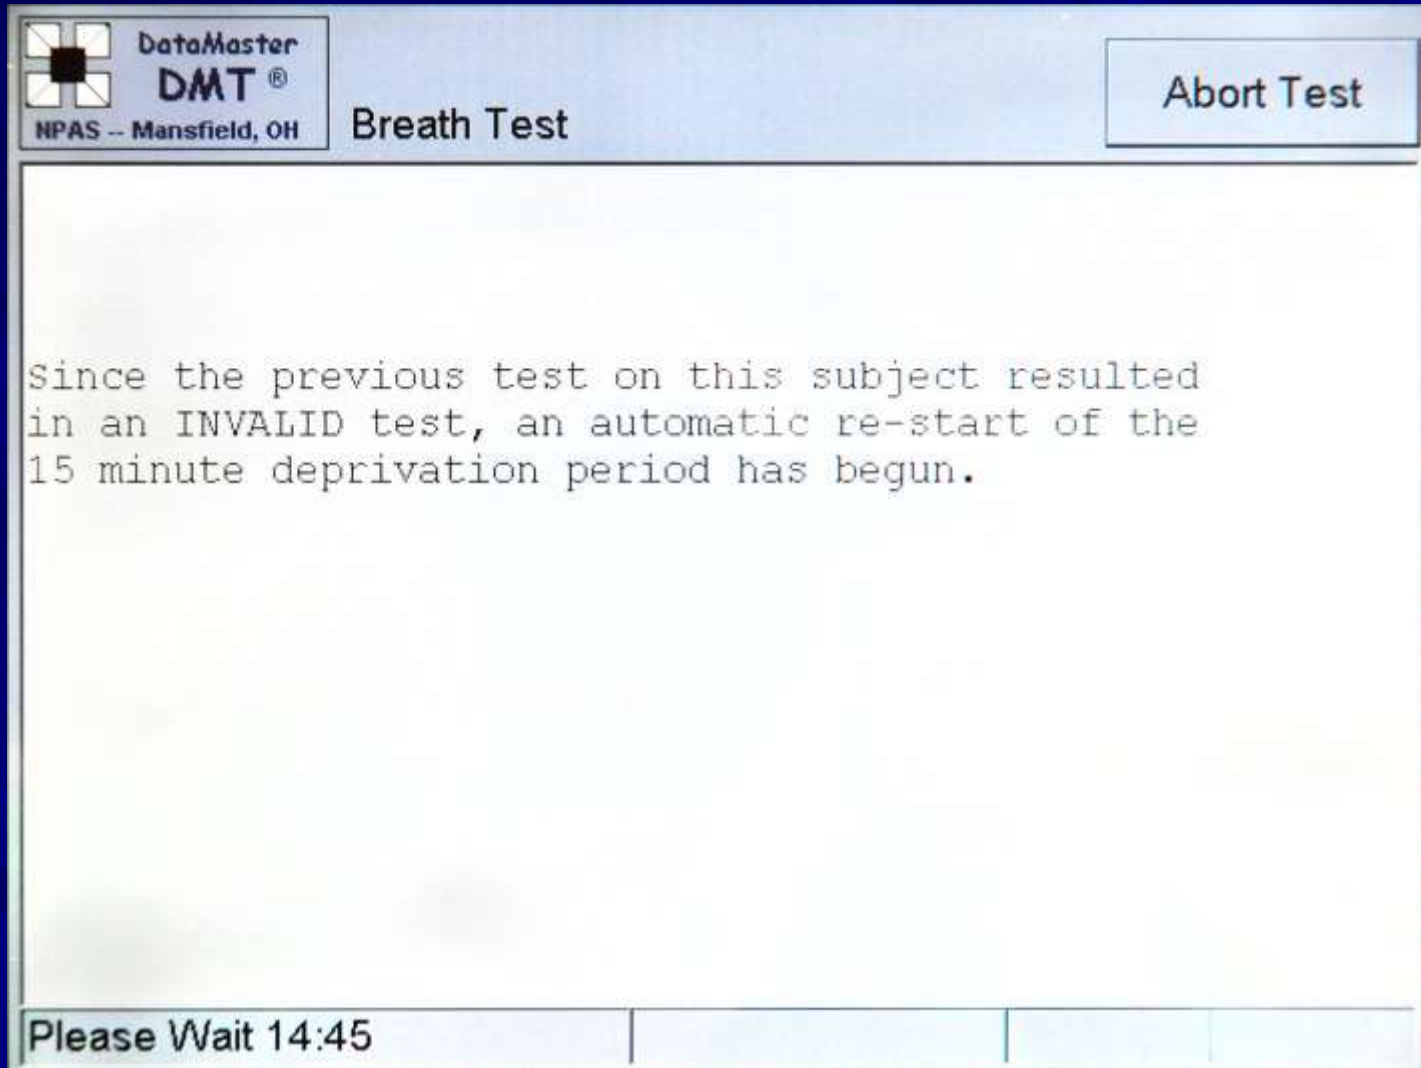 DataMaster
DMT ®
NPAS -- Mansfield, OH
Breath Test
Abort Test
Since the previous test on this subject resulted
in an INVALID test, an automatic re-start of the
15 minute deprivation period has begun.
Please Wait 14:45